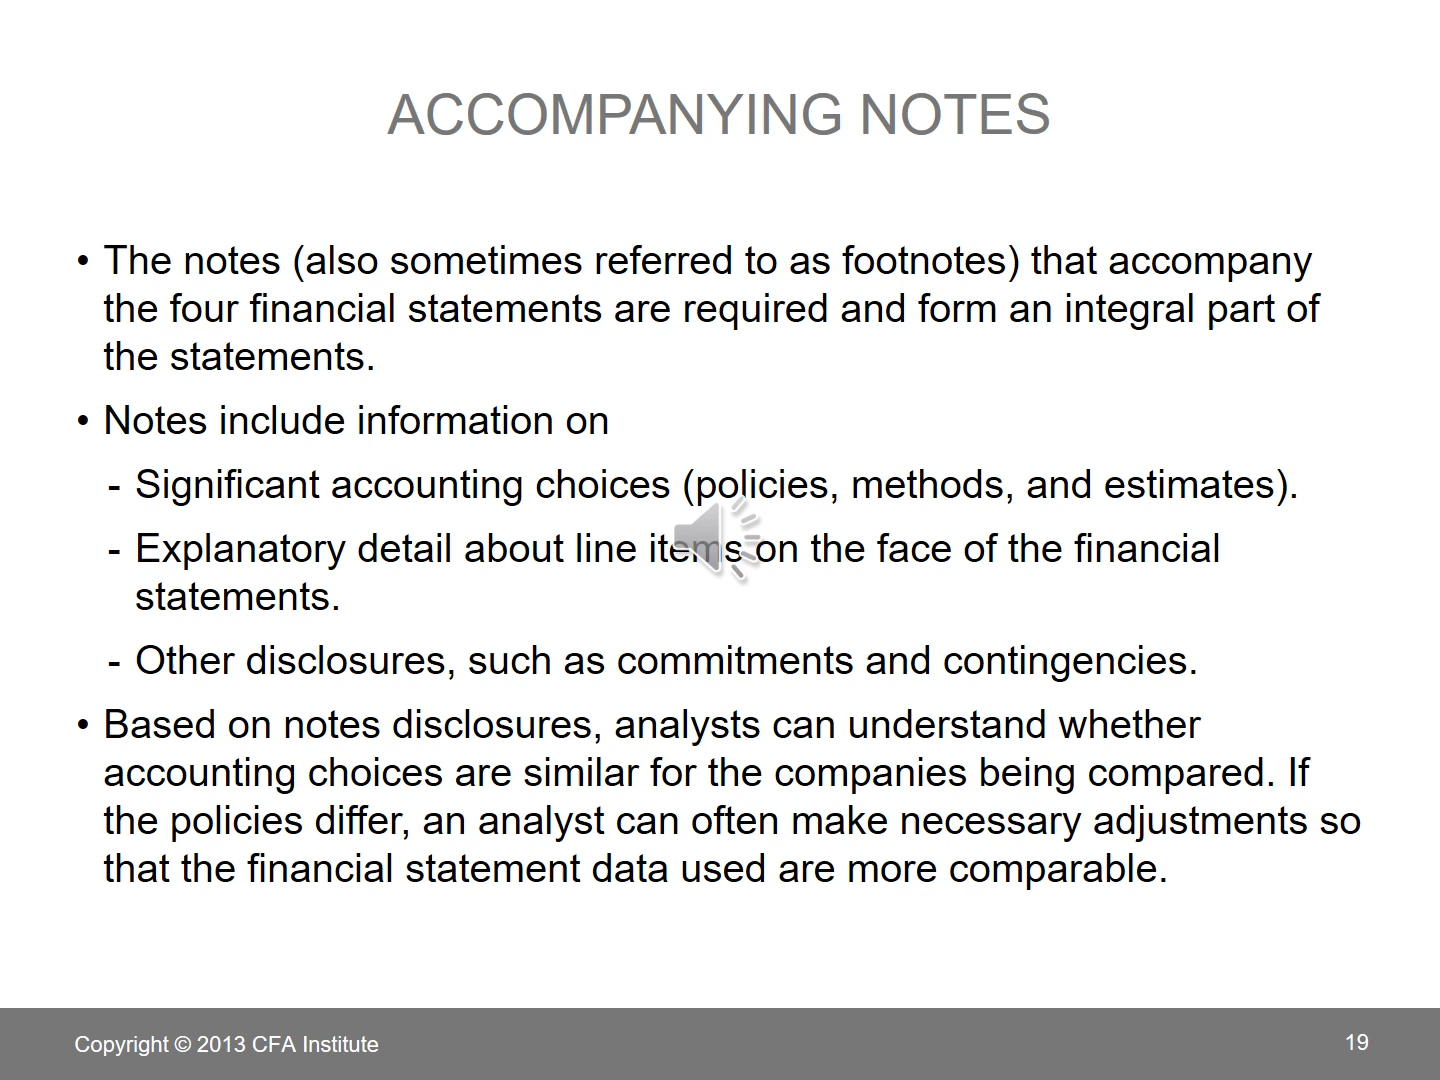 ACCOMPANYING NOTES
• The notes (also sometimes referred to as footnotes) that accompany
the four financial statements are required and form an integral part of
the statements.
• Notes include information on
- Significant accounting choices (policies, methods, and estimates).
- Explanatory detail about line items on the face of the financial
statements.
- Other disclosures, such as commitments and contingencies.
• Based on notes disclosures, analysts can understand whether
accounting choices are similar for the companies being compared. If
the policies differ, an analyst can often make necessary adjustments so
that the financial statement data used are more comparable.
Copyright © 2013 CFA Institute
19